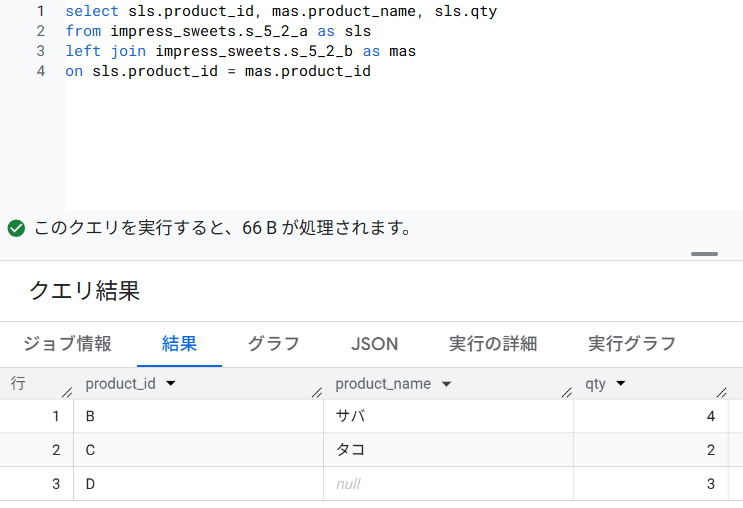 1 select sls.product_id, mas.product_name, sls.qty
2 from impress_sweets.s_5_2_a as sls
3 left join impress_sweets.s_5_2_b as mas
4 on sls.product_id = mas.product_id
このクエリを実行すると、66 B が処理されます。
クエリ結果
ジョブ情報 結果 グラフ JSON 実行の詳細 実行グラフ
行 product_id product_name qty
1 B サバ 4
2 C タコ 2
3 D null 3